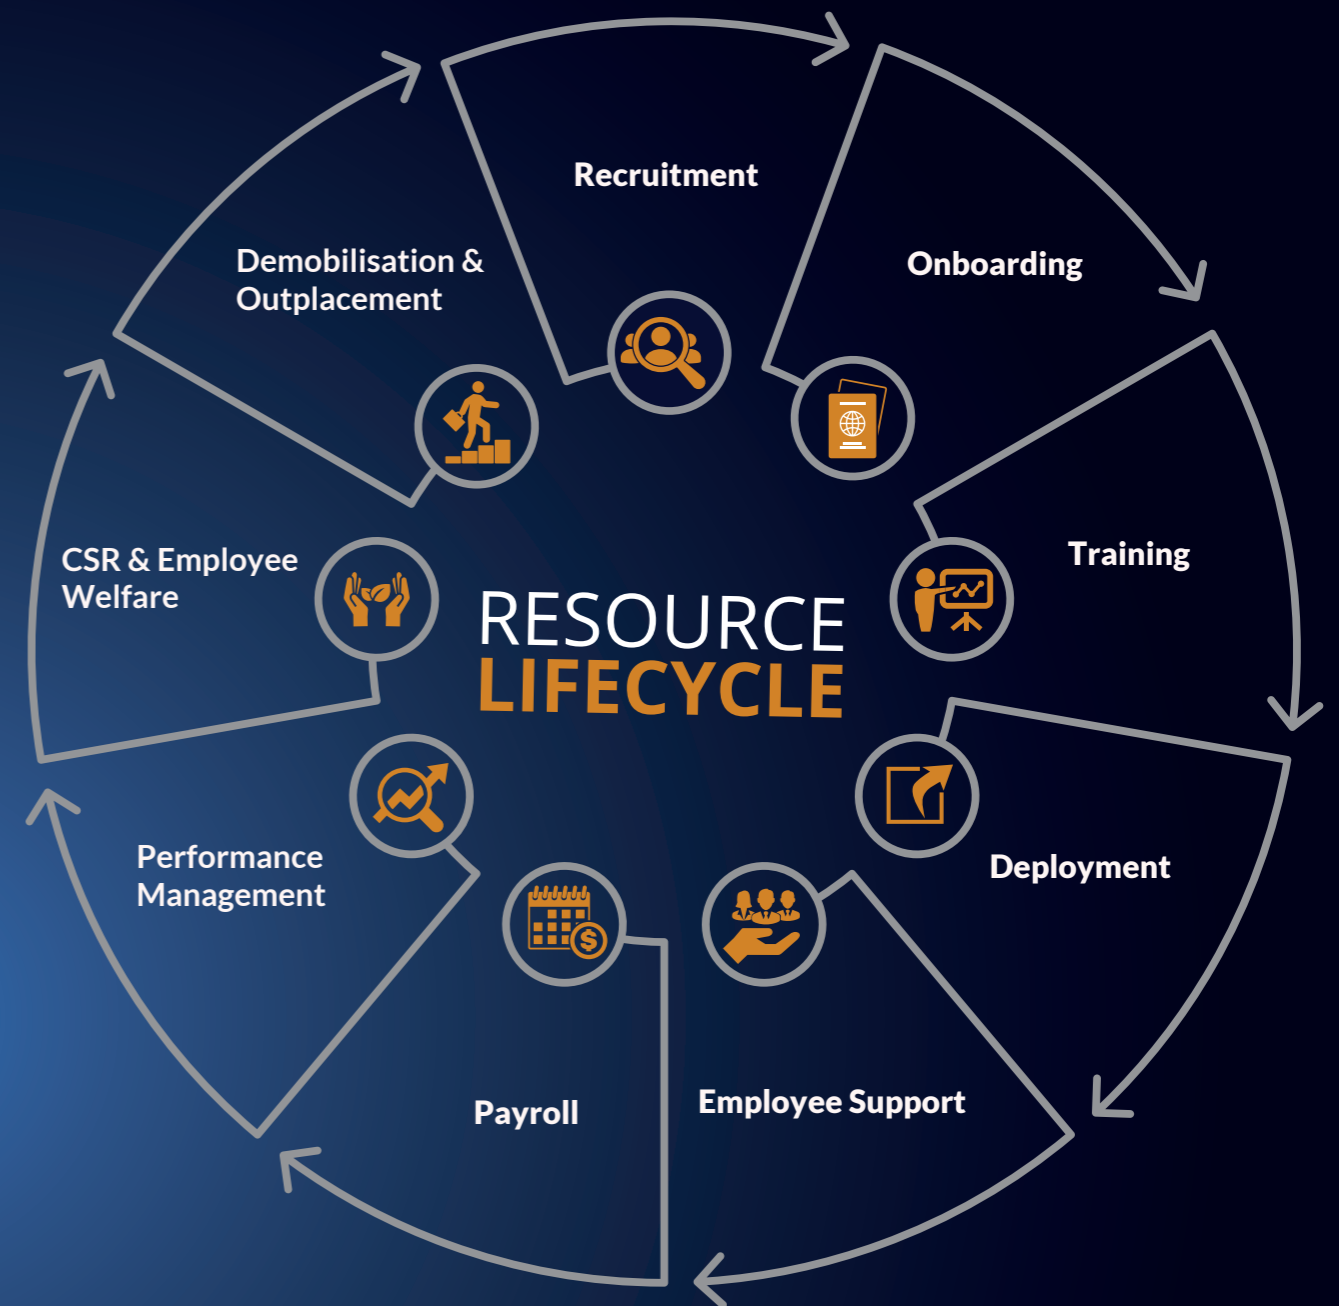 Recruitment
Onboarding
Training
Deployment
Employee Support
Payroll
Performance
Management
CSR & Employee
Welfare
Demobilisation &
Outplacement
RESOURCE
LIFECYCLE
$